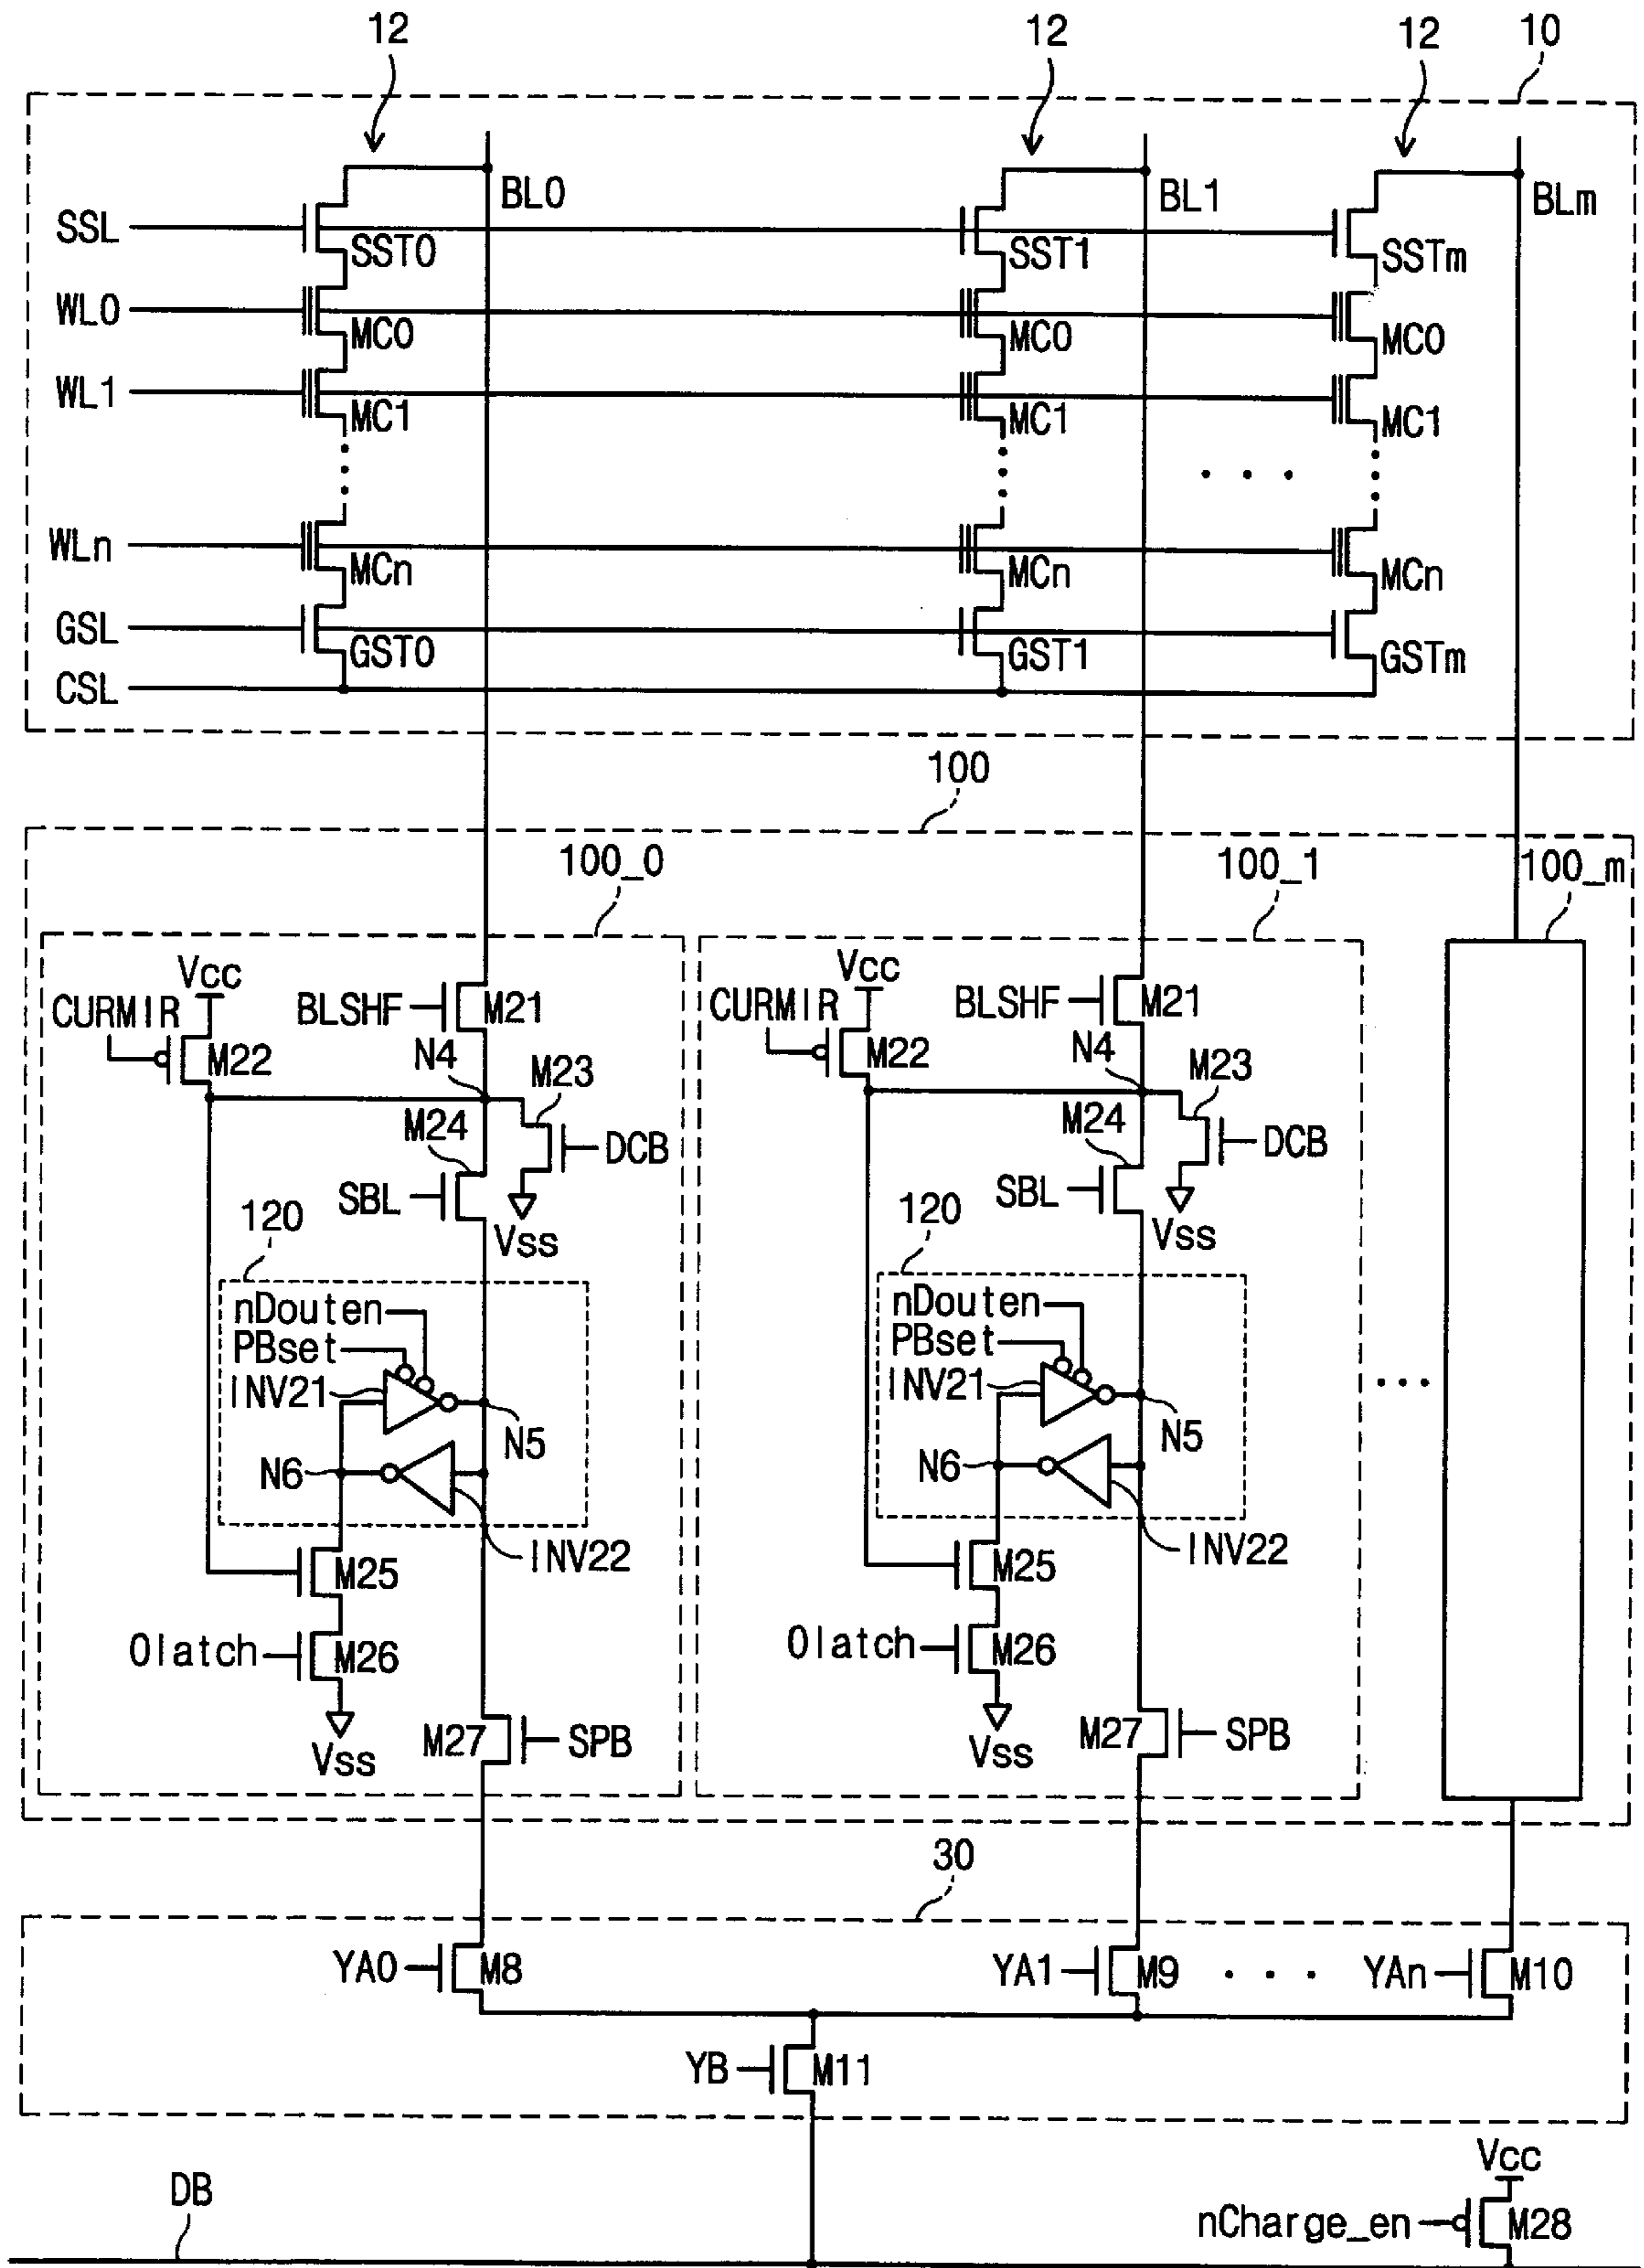 12 12 12 10
BL0 BL1 BLm
SSL SST0 SST1 SSTm
WL0 MC0 MC0 MC0
WL1 MC1 MC1 MC1
WLn MCn MCn MCn
GSL GST0 GST1 GSTm
CSL
100
100_0 100_1 100_m
Vcc Vcc
CURMIR BLSHF M21 CURMIR BLSHF M21
M22 N4 M23 M22 N4 M23
M24 DCB M24 DCB
SBL SBL
120 Vss 120 Vss
nDouten nDouten
PBset PBset
INV21 INV21
N5 N5
N6 N6
INV22 INV22
M25 M25
Olatch M26 Olatch M26
M27 SPB M27 SPB
Vss Vss
30
YA0 M8 YA1 M9 YAn M10
YB M11
Vcc
DB
nCharge_en M28